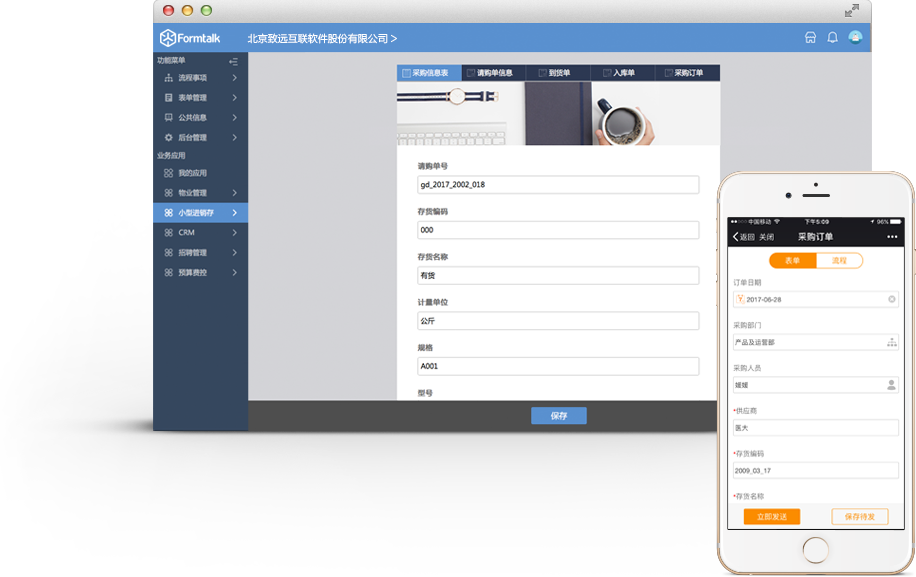 Formtalk
北京致远互联软件股份有限公司 >
功能菜单
流程事项
表单管理
公共信息
后台管理
业务应用
我的应用
物业管理
小型进销存
CRM
招聘管理
预算费控
采购信息表
请购单信息
到货单
入库单
采购订单
请购单号
gd_2017_2002_018
存货编码
000
存货名称
有货
计量单位
公斤
规格
A001
型号
保存
中国移动
下午5:09
96%
返回 关闭
采购订单
表单
流程
订单日期
2017-06-28
采购部门
产品及运营部
采购人员
媛媛
*供应商
医大
*存货编码
2009_03_17
*存货名称
立即发送
保存待发